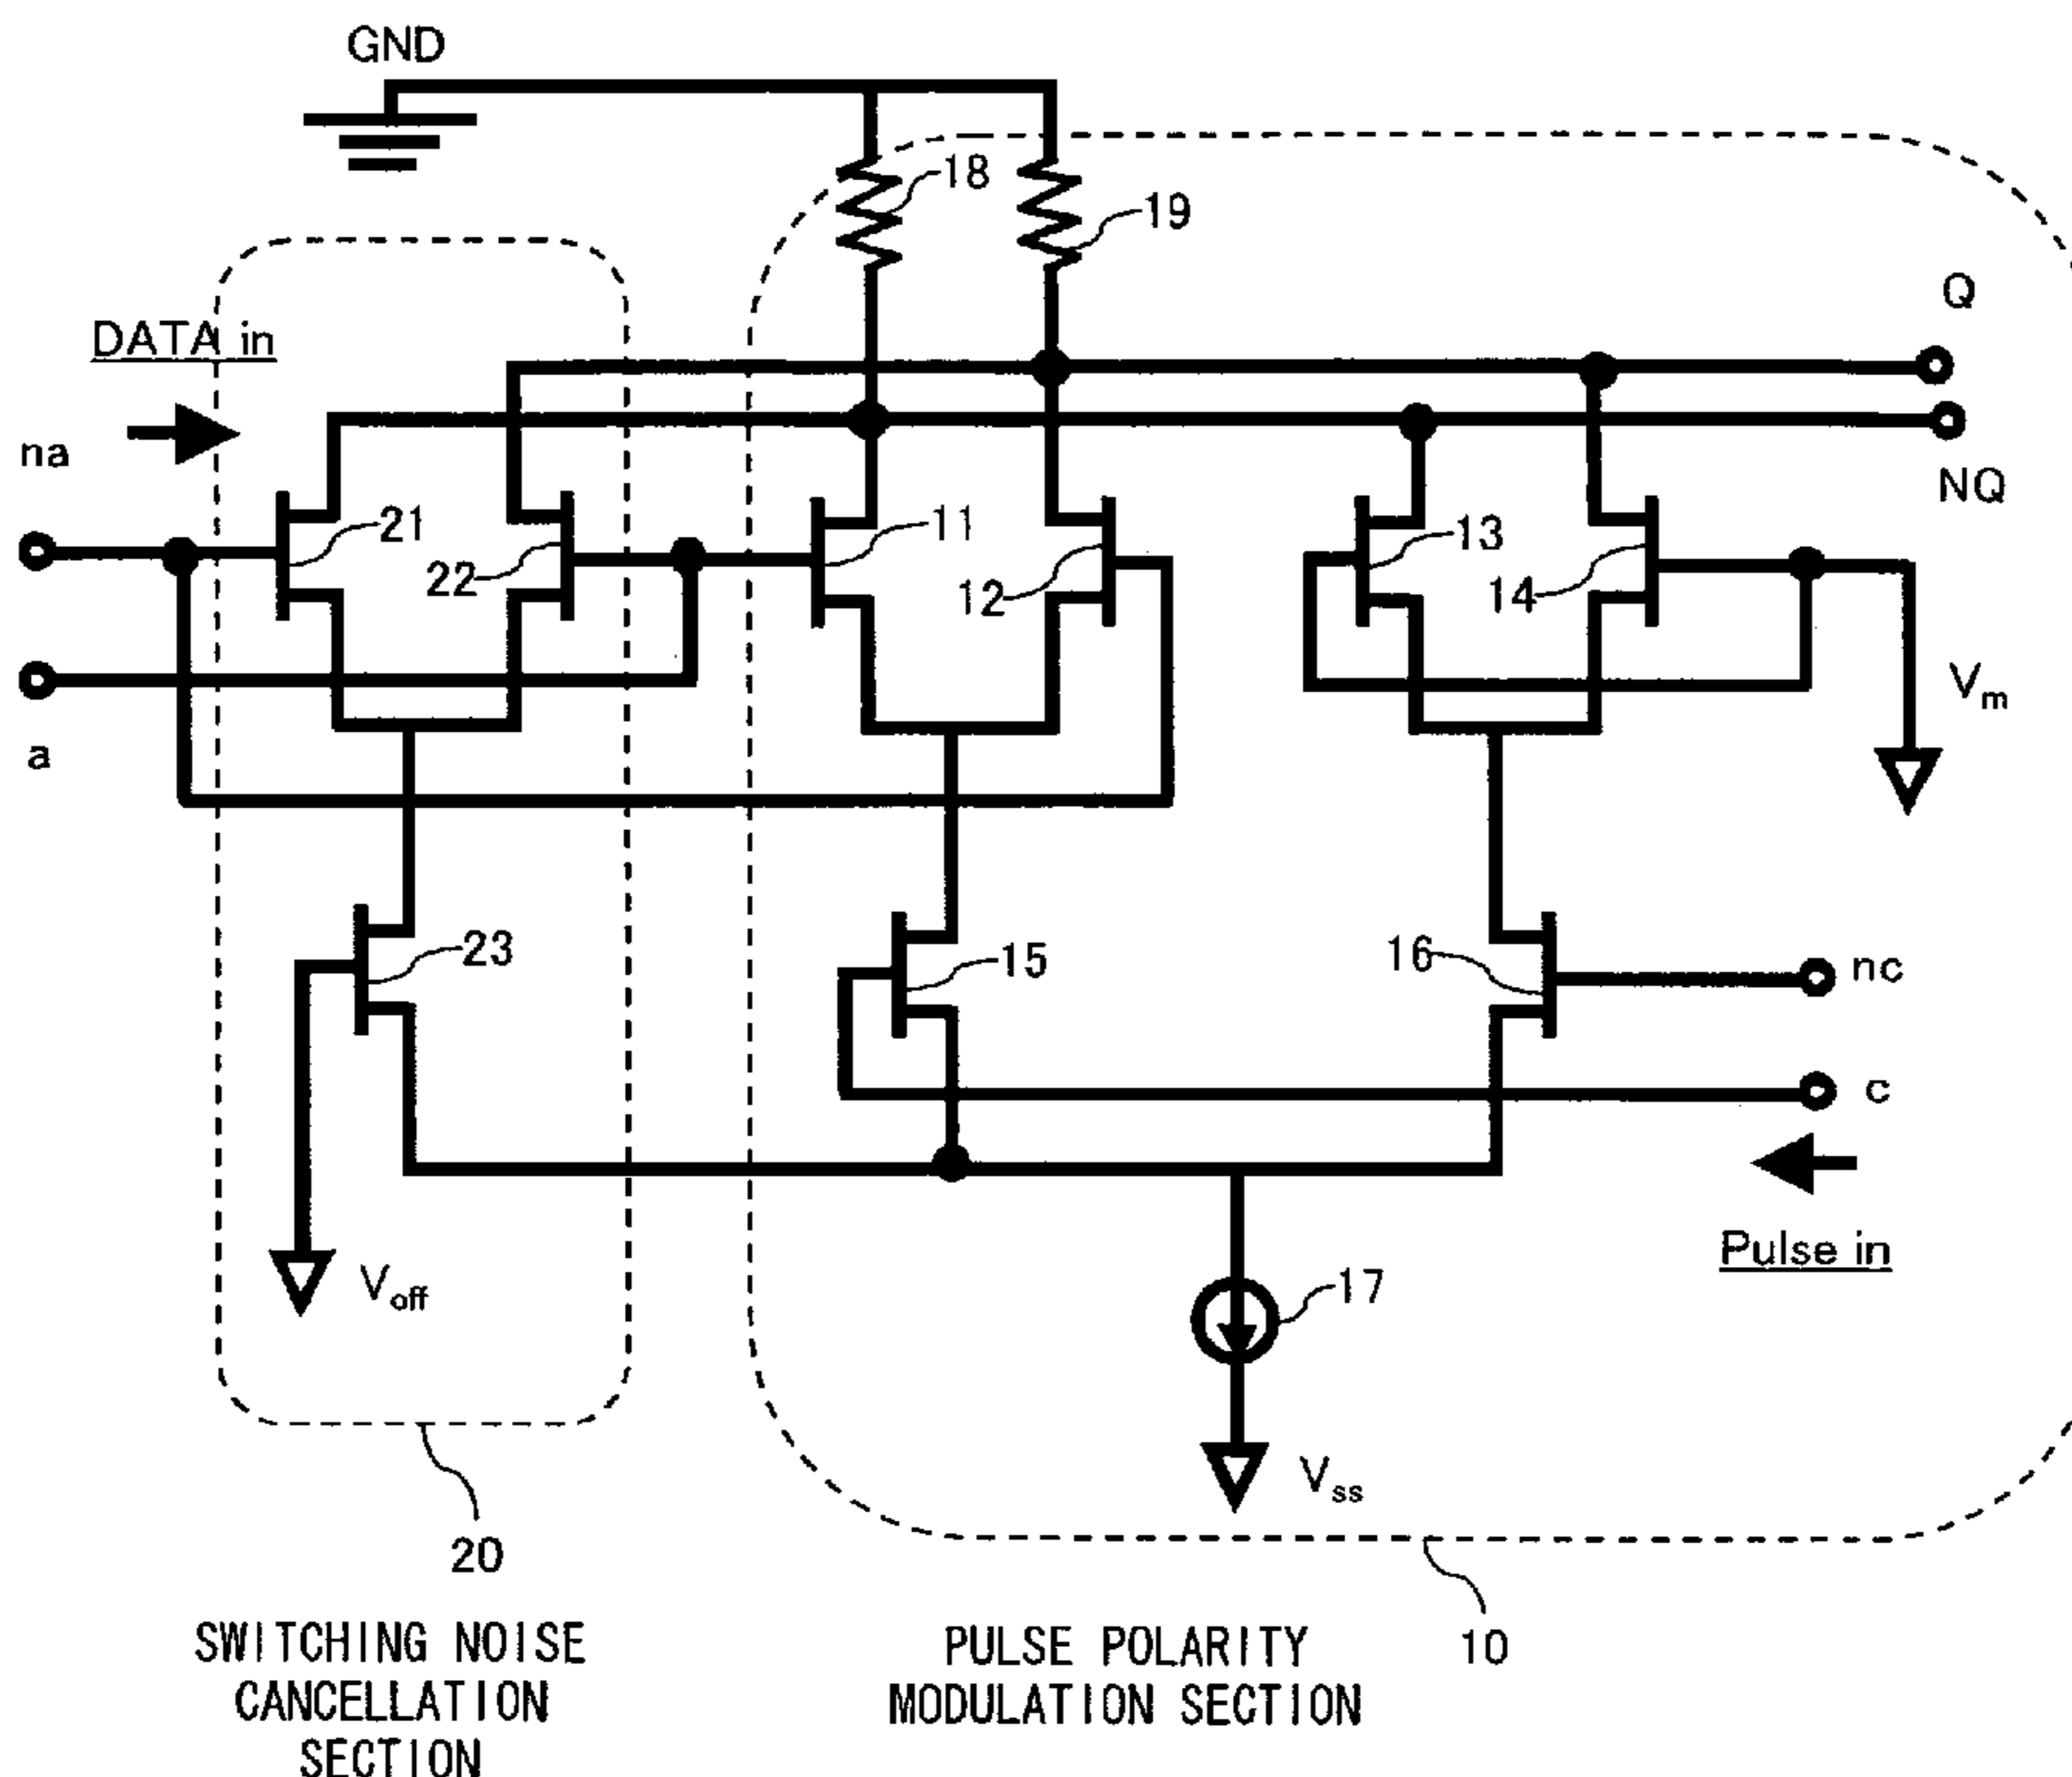 GND
18
19
Q
DATA in
NQ
na
21
22
11
12
13
14
Vm
a
23
15
16
nc
c
Pulse in
Voff
17
Vss
20
10
SWITCHING NOISE
CANCELLATION
SECTION
PULSE POLARITY
MODULATION SECTION